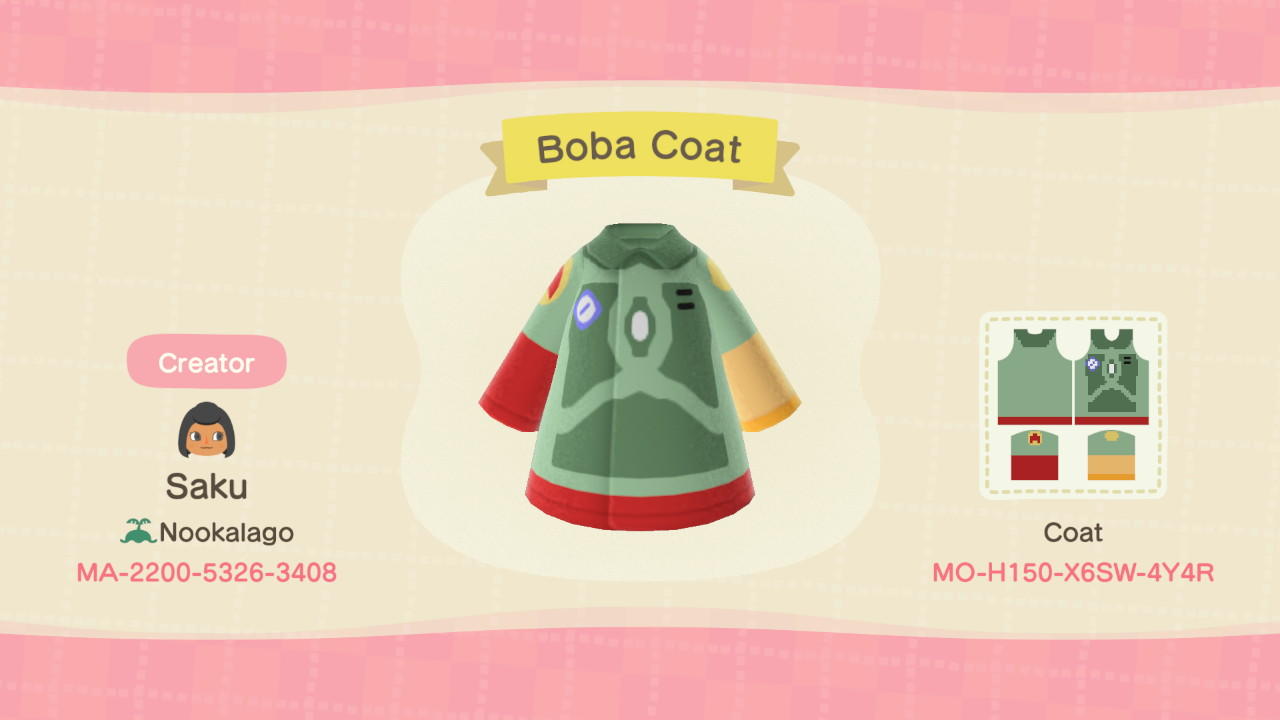 Boba Coat
Creator
Saku
Nookalago
MA-2200-5326-3408
Coat
MO-H150-X6SW-4Y4R